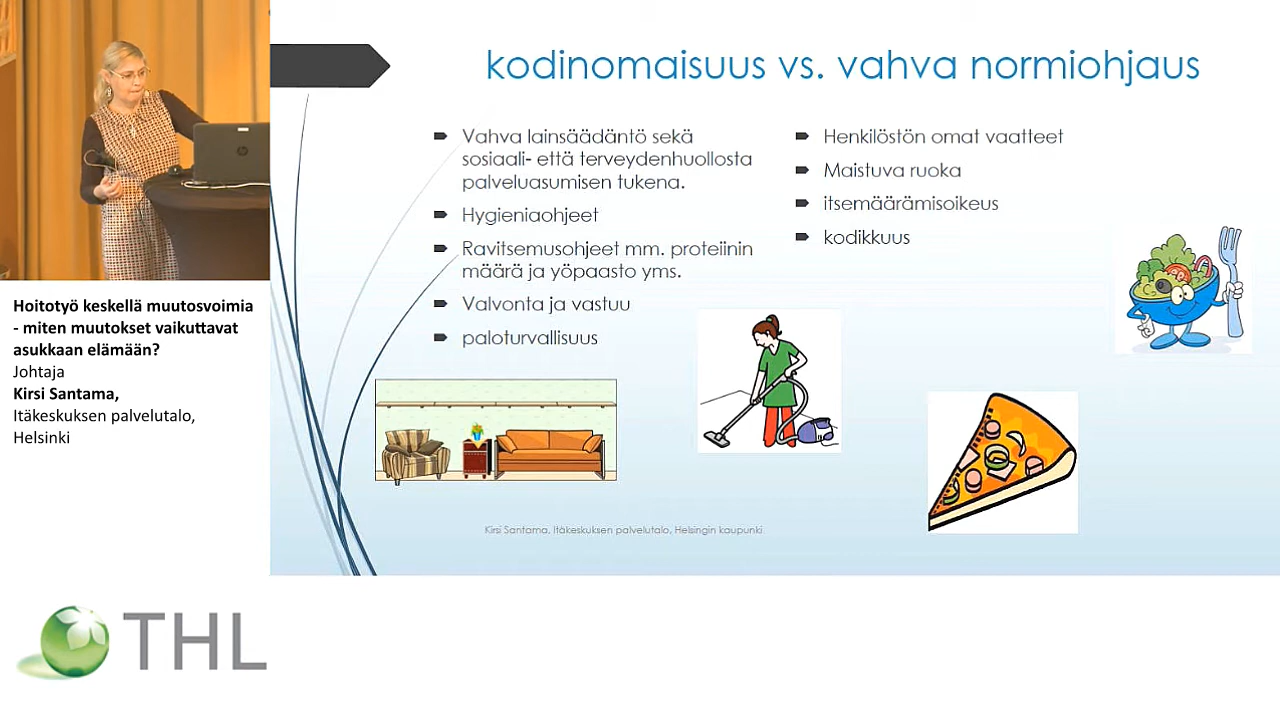 kodinomaisuus vs. vahva normiohjaus
Vahva lainsäädäntö sekä
sosiaali- että terveydenhuollosta
palveluasumisen tukena.
Hygieniaohjeet
Ravitsemusohjeet mm. proteiinin
määrä ja yöpaasto yms.
Valvonta ja vastuu
paloturvallisuus
Henkilöstön omat vaatteet
Maistuva ruoka
itsemäärämisoikeus
kodikkuus
Kirsi Santama, Itäkeskuksen palvelutalo, Helsingin kaupunki
Hoitotyö keskellä muutosvoimia
- miten muutokset vaikuttavat
asukkaan elämään?
Johtaja
Kirsi Santama,
Itäkeskuksen palvelutalo,
Helsinki
THL